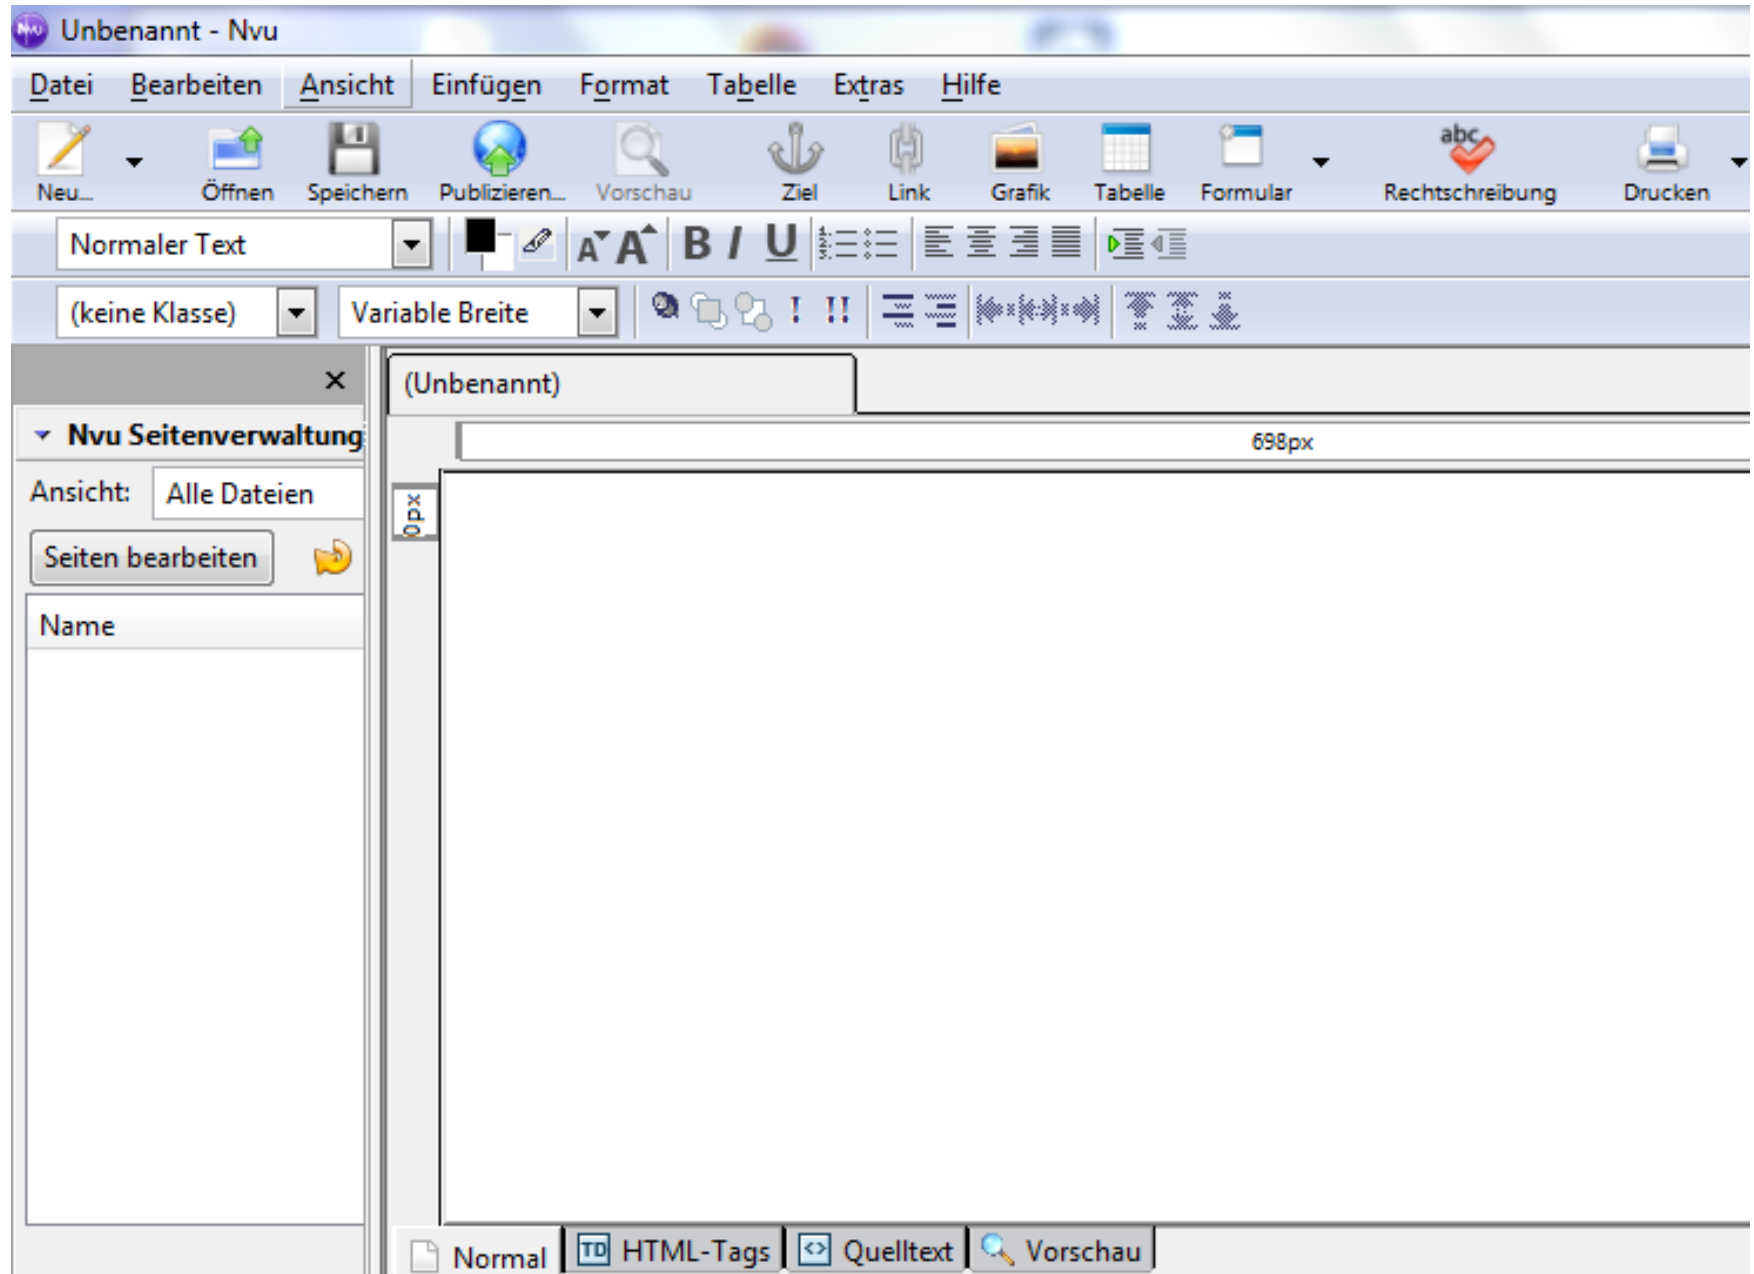 Unbenannt - Nvu
Datei Bearbeiten Ansicht Einfügen Format Tabelle Extras Hilfe
Neu... Öffnen Speichern Publizieren... Vorschau Ziel Link Grafik Tabelle Formular abc Rechtschreibung Drucken
Normaler Text A A B I U
(keine Klasse) Variable Breite ! !!
(Unbenannt)
Nvu Seitenverwaltung
698px
Ansicht: Alle Dateien
0px
Seiten bearbeiten
Name
Normal TD HTML-Tags <> Quelltext Vorschau